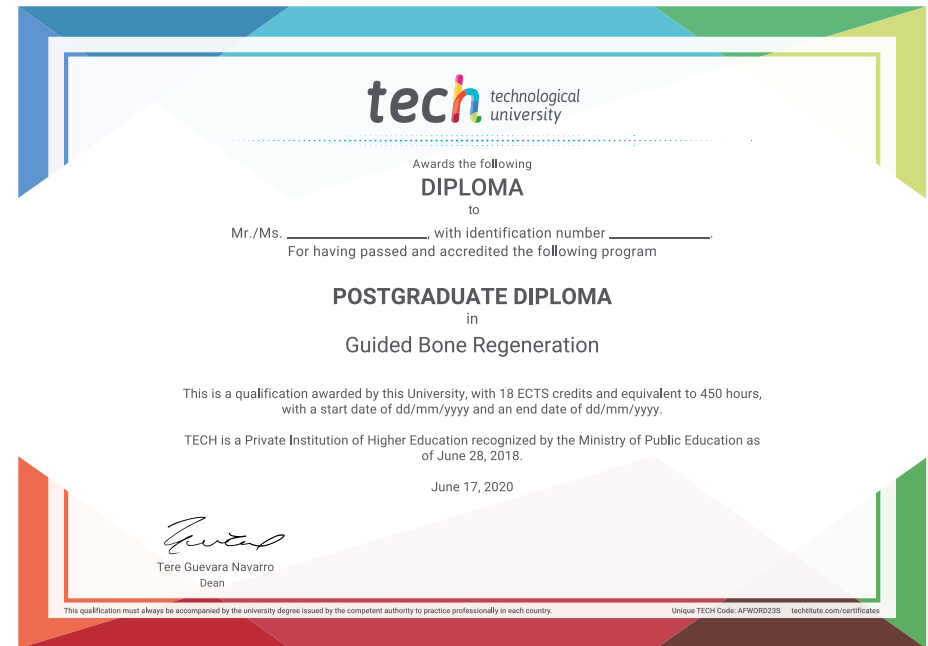 tech technological
university
Awards the following
DIPLOMA
to
Mr./Ms. ____________________, with identification number ______________.
For having passed and accredited the following program
POSTGRADUATE DIPLOMA
in
Guided Bone Regeneration
This is a qualification awarded by this University, with 18 ECTS credits and equivalent to 450 hours,
with a start date of dd/mm/yyyy and an end date of dd/mm/yyyy.
TECH is a Private Institution of Higher Education recognized by the Ministry of Public Education as
of June 28, 2018.
June 17, 2020
Tere Guevara Navarro
Dean
This qualification must always be accompanied by the university degree issued by the competent authority to practice professionally in each country.
Unique TECH Code: AFWORD23S techtitute.com/certificates